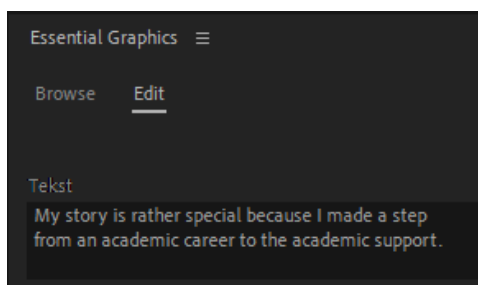 Essential Graphics
Browse Edit
Tekst
My story is rather special because I made a step
from an academic career to the academic support.